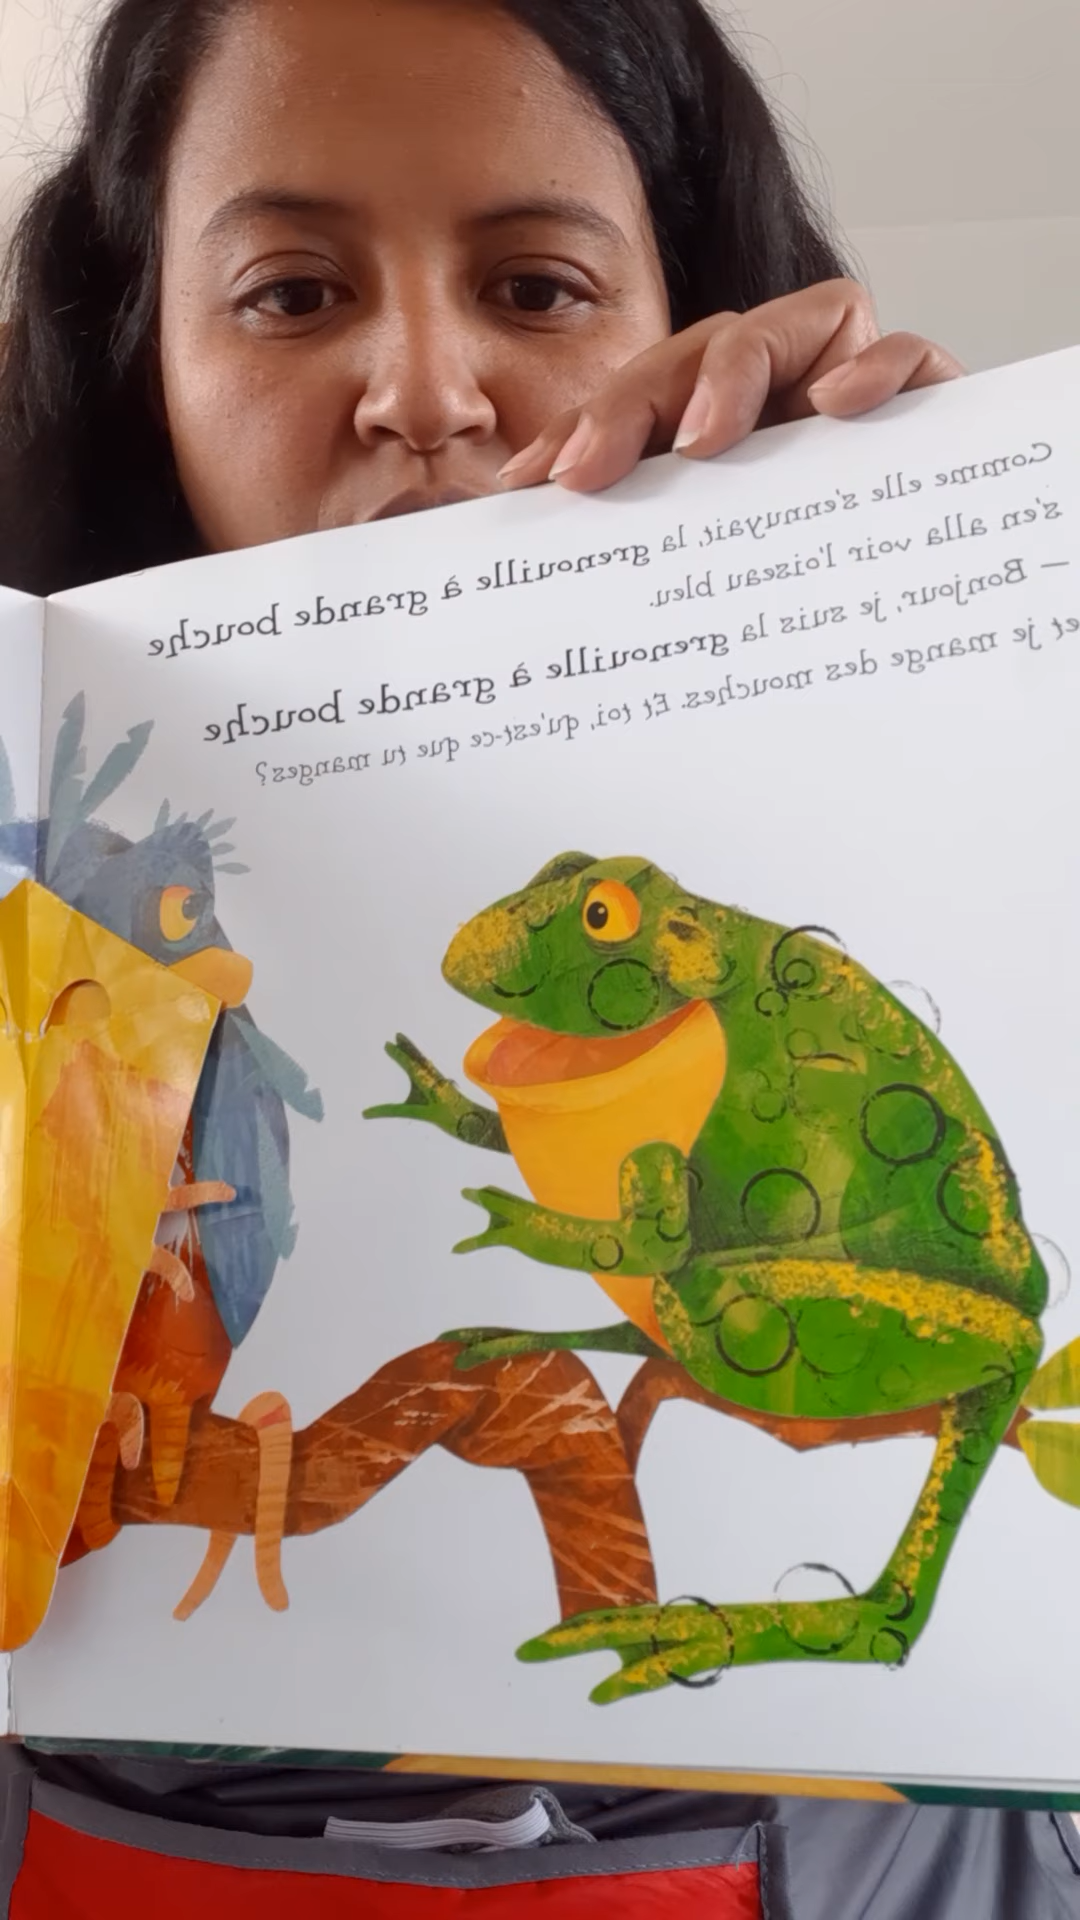 Comme elle s'ennuyait, la grenouille à grande bouche
s'en alla voir l'oiseau bleu.
— Bonjour, je suis la grenouille à grande bouche
et je mange des mouches. Et toi, qu'est-ce que tu manges?